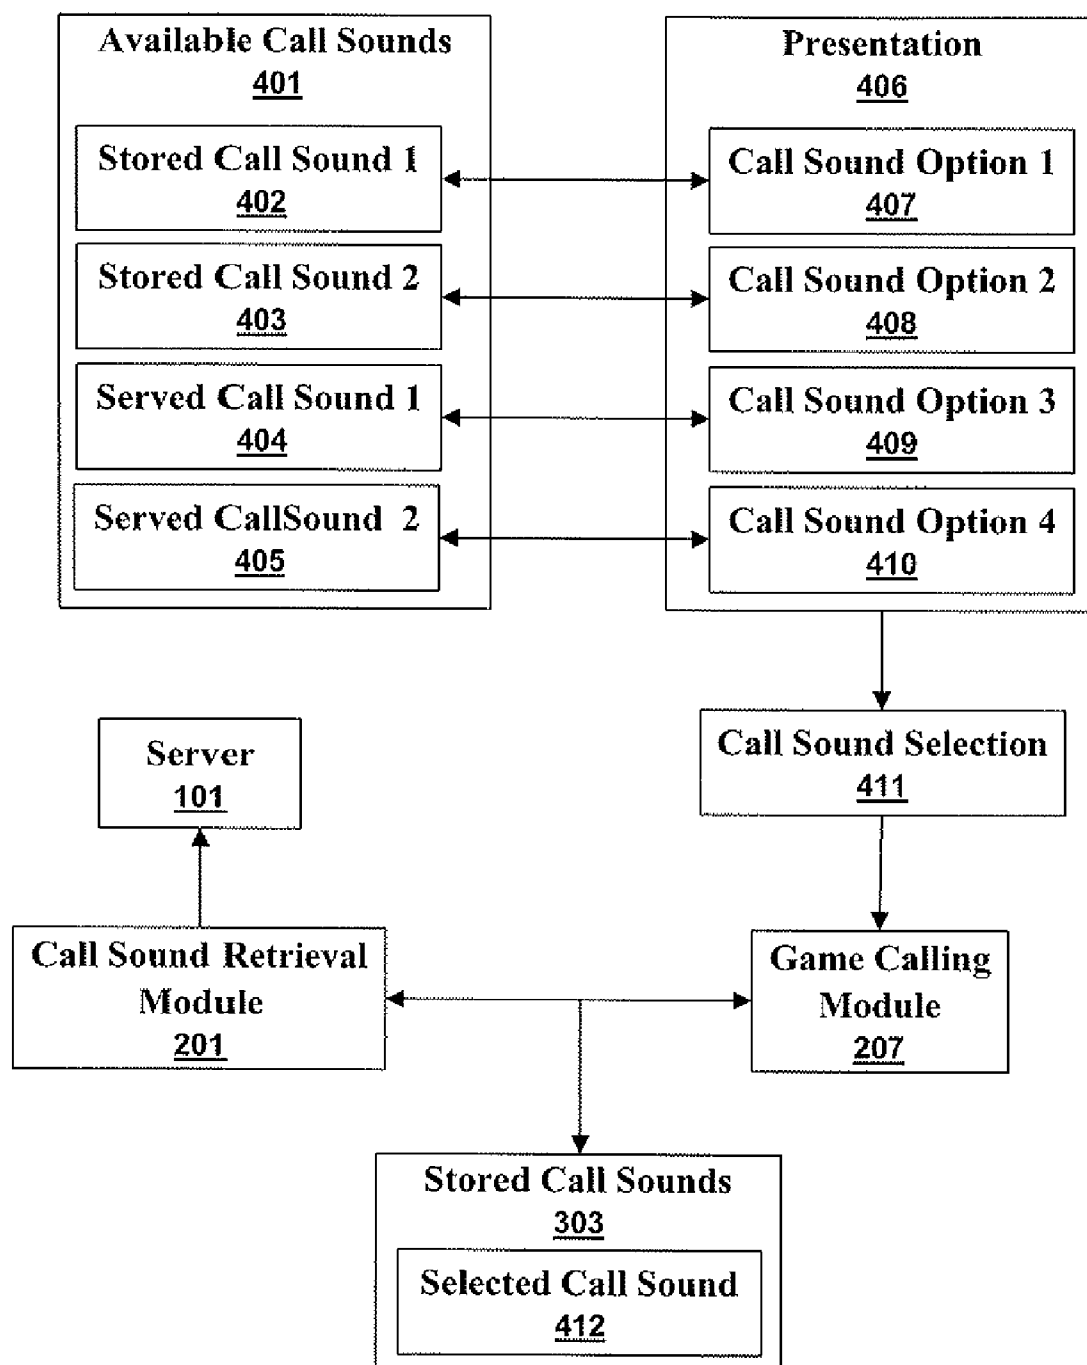 Available Call Sounds
401
Stored Call Sound 1
402
Stored Call Sound 2
403
Served Call Sound 1
404
Served CallSound 2
405
Presentation
406
Call Sound Option 1
407
Call Sound Option 2
408
Call Sound Option 3
409
Call Sound Option 4
410
Call Sound Selection
411
Server
101
Call Sound Retrieval
Module
201
Game Calling
Module
207
Stored Call Sounds
303
Selected Call Sound
412